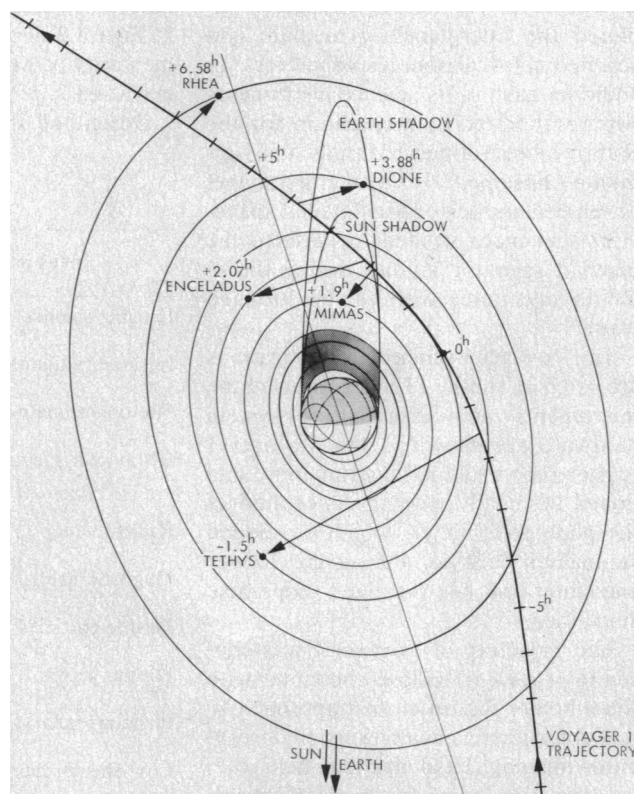 +6.58ʰ
RHEA
EARTH SHADOW
+5ʰ
+3.88ʰ
DIONE
SUN SHADOW
+2.07ʰ
ENCELADUS
+1.9ʰ
MIMAS
0ʰ
-1.5ʰ
TETHYS
-5ʰ
SUN
EARTH
VOYAGER 1
TRAJECTORY